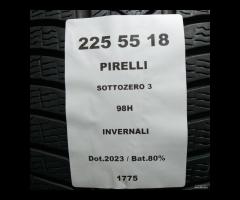 225 55 18
PIRELLI
SOTTOZERO 3
98H
INVERNALI
Dot.2023 / Bat.80%
1775